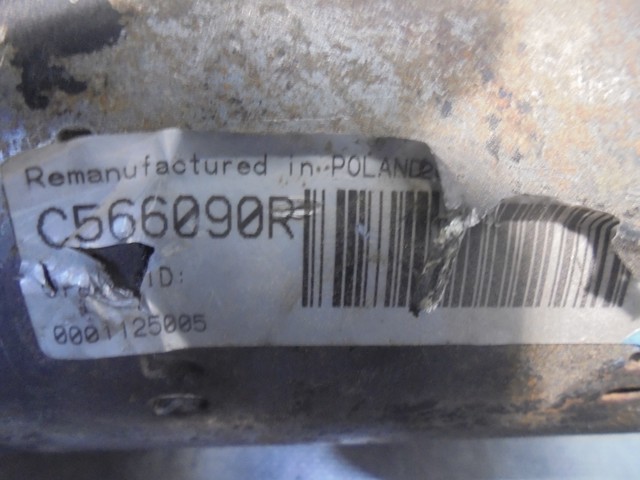 Remanufactured in POLAND
C566090R
ID:
0001125005